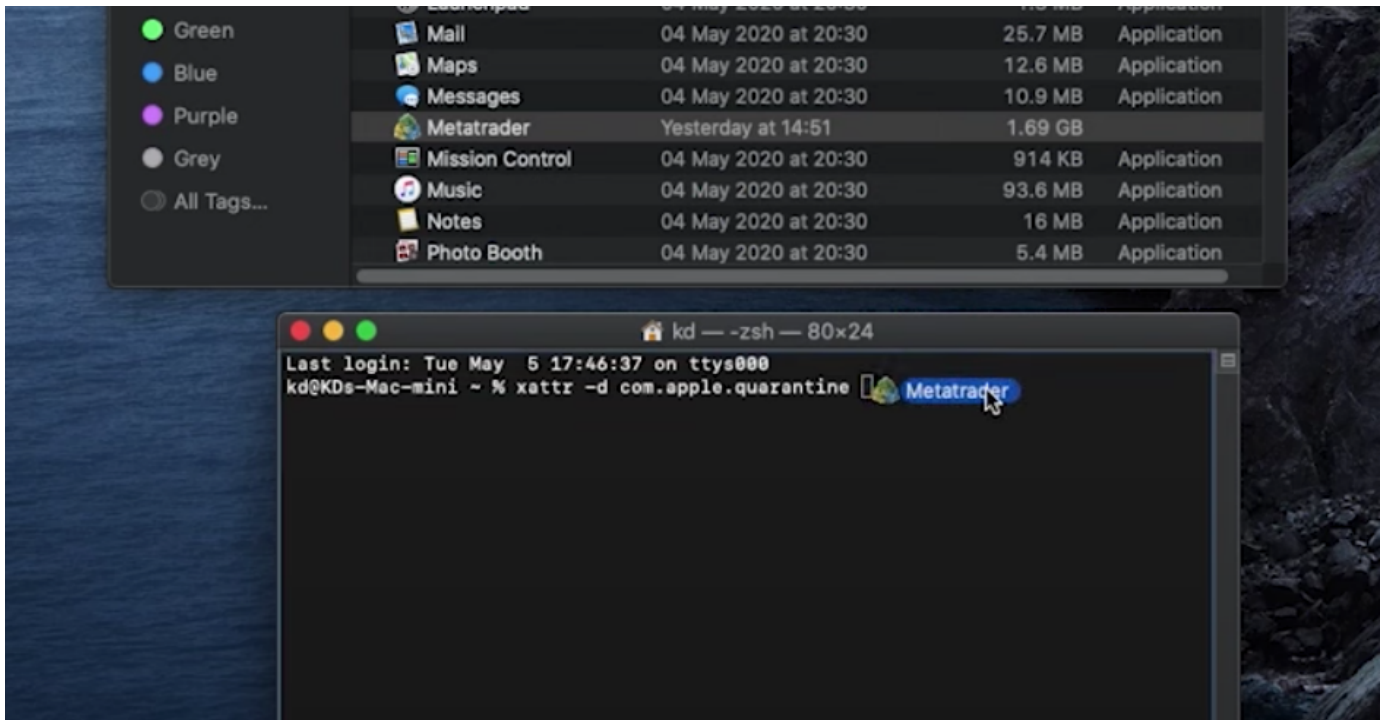 Launchpad 1.3 MB Application
Green
Mail 04 May 2020 at 20:30 25.7 MB Application
Maps 04 May 2020 at 20:30 12.6 MB Application
Blue
Messages 04 May 2020 at 20:30 10.9 MB Application
Purple
Metatrader Yesterday at 14:51 1.69 GB
Grey
Mission Control 04 May 2020 at 20:30 914 KB Application
Music 04 May 2020 at 20:30 93.6 MB Application
All Tags...
Notes 04 May 2020 at 20:30 16 MB Application
Photo Booth 04 May 2020 at 20:30 5.4 MB Application
kd — -zsh — 80×24
Last login: Tue May  5 17:46:37 on ttys000
kd@KDs-Mac-mini ~ % xattr -d com.apple.quarantine Metatrader